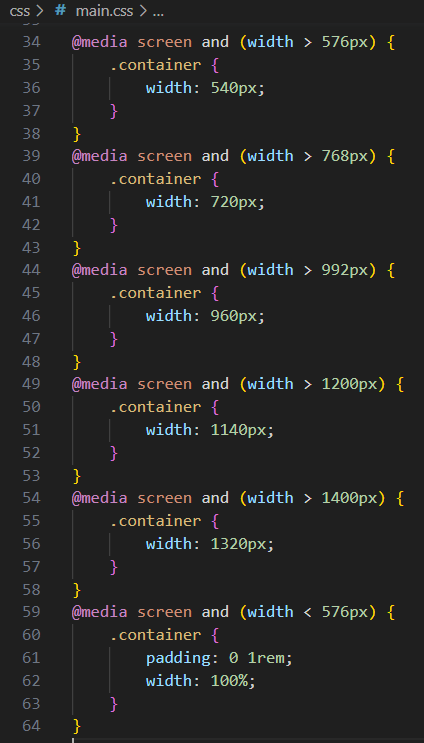 css > # main.css > ...
34 @media screen and (width > 576px) {
35 .container {
36 width: 540px;
37 }
38 }
39 @media screen and (width > 768px) {
40 .container {
41 width: 720px;
42 }
43 }
44 @media screen and (width > 992px) {
45 .container {
46 width: 960px;
47 }
48 }
49 @media screen and (width > 1200px) {
50 .container {
51 width: 1140px;
52 }
53 }
54 @media screen and (width > 1400px) {
55 .container {
56 width: 1320px;
57 }
58 }
59 @media screen and (width < 576px) {
60 .container {
61 padding: 0 1rem;
62 width: 100%;
63 }
64 }